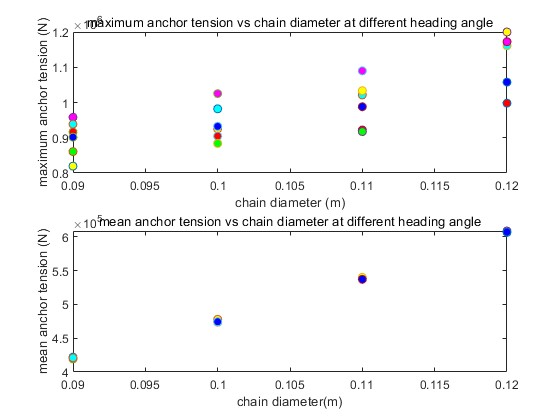 maximum anchor tension vs chain diameter at different heading angle
×10^6
maximum anchor tension (N)
1.2
1.1
1
0.9
0.8
0.09 0.095 0.1 0.105 0.11 0.115 0.12
chain diameter (m)
mean anchor tension vs chain diameter at different heading angle
×10^5
mean anchor tension (N)
6
5.5
5
4.5
4
0.09 0.095 0.1 0.105 0.11 0.115 0.12
chain diameter(m)